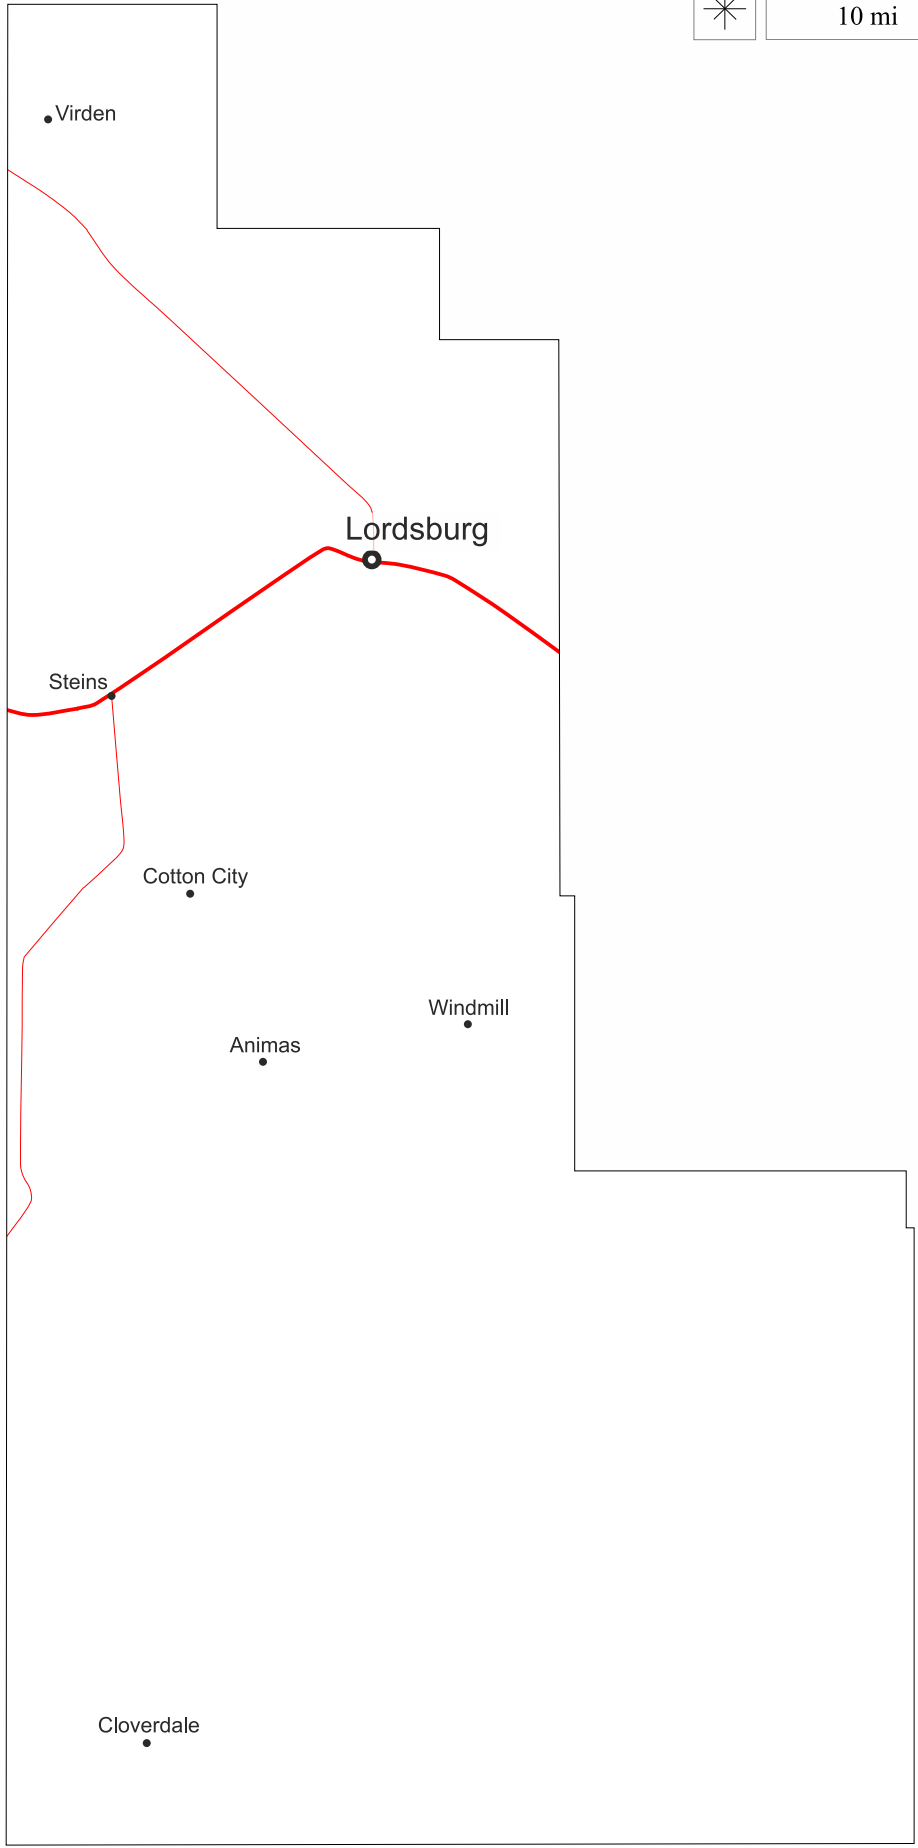 10 mi
Virden
Lordsburg
Steins
Cotton City
Windmill
Animas
Cloverdale